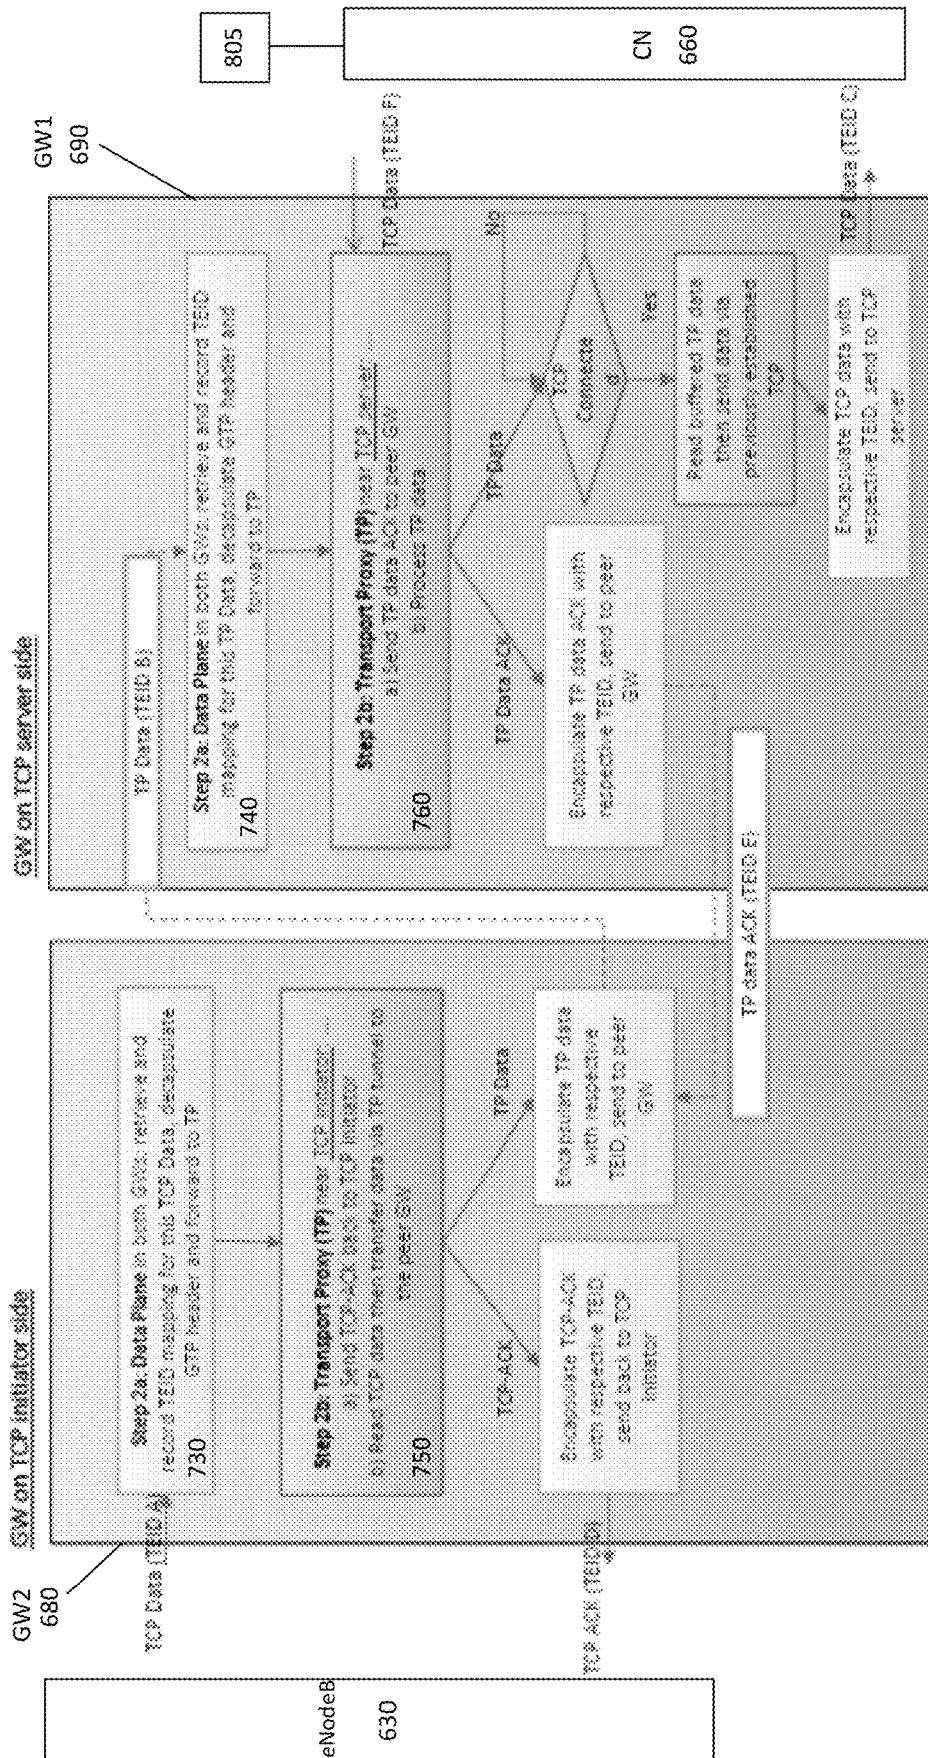 eNodeB
630
GW2
680
GW on TCP initiator side
TCP Data (TEID A)
Step 2a: Data Plane in both GWs: retrieve and
record TEID mapping for this TCP Data, decapsulate
GTP header and forward to TP
730
Step 2b: Transport Proxy (TP) near TCP initiator: ...
a) Send TCP-ACK back to TCP initiator
b) Read TCP data then transfer data via TP tunnel to
the peer GW
750
TCP-ACK
TP Data
Encapsulate TCP-ACK
with respective TEID,
send back to TCP
initiator
Encapsulate TP data
with respective
TEID, send to peer
GW
TCP ACK (TEID D)
TP data ACK (TEID E)
GW on TCP server side
GW1
690
TP Data (TEID B)
Step 2a: Data Plane in both GWs: retrieve and record TEID
mapping for this TP Data, decapsulate GTP header and
forward to TP
740
Step 2b: Transport Proxy (TP) near TCP server: ...
a) Send TP data ACK to peer GW
b) Process TP data
760
TCP Data (TEID F)
TP Data ACK
TP Data
Encapsulate TP data ACK with
respective TEID, send to peer
GW
TCP
Connecte
d
No
Yes
Read buffered TP data
then send data via
previously established
TCP
Encapsulate TCP data with
respective TEID, send to TCP
server
TCP Data (TEID C)
805
CN
660